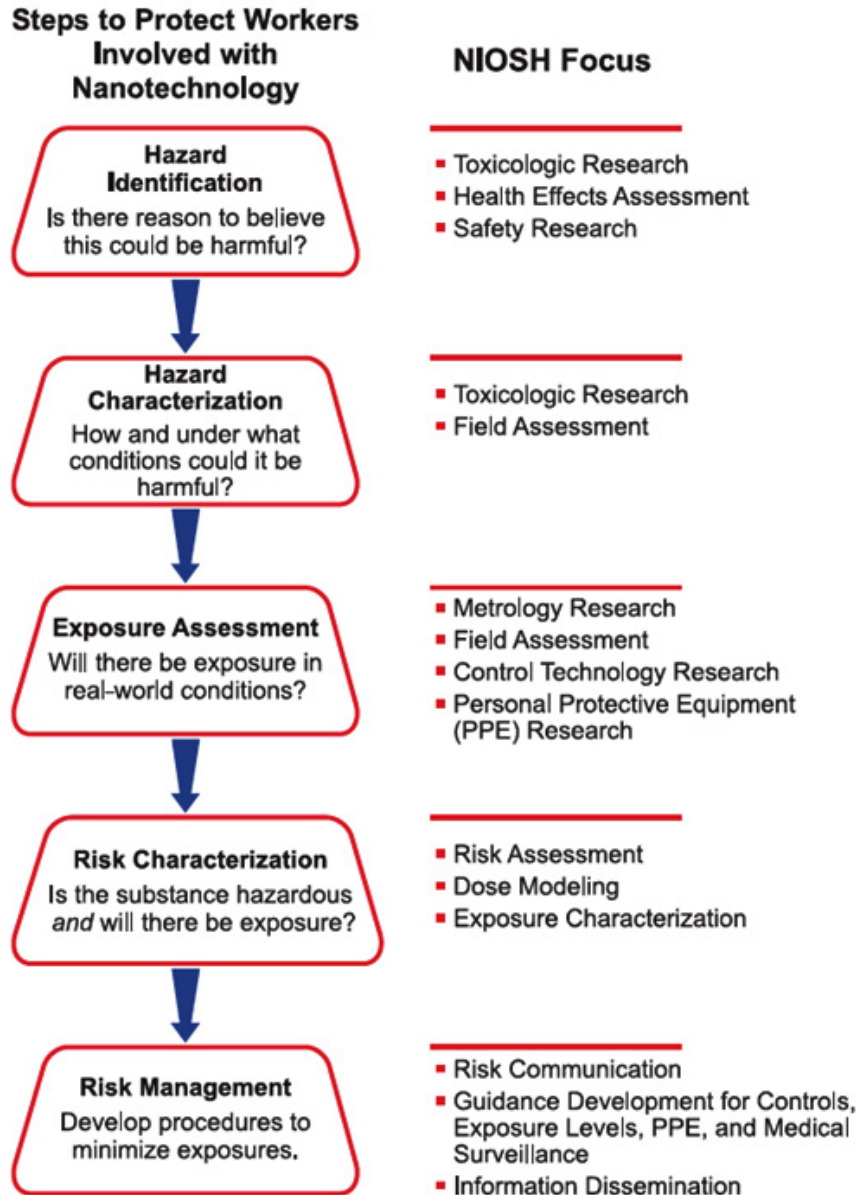 Steps to Protect Workers
Involved with
Nanotechnology
NIOSH Focus
Hazard
Identification
Is there reason to believe
this could be harmful?
▪ Toxicologic Research
▪ Health Effects Assessment
▪ Safety Research
Hazard
Characterization
How and under what
conditions could it be
harmful?
▪ Toxicologic Research
▪ Field Assessment
Exposure Assessment
Will there be exposure in
real-world conditions?
▪ Metrology Research
▪ Field Assessment
▪ Control Technology Research
▪ Personal Protective Equipment
(PPE) Research
Risk Characterization
Is the substance hazardous
and will there be exposure?
▪ Risk Assessment
▪ Dose Modeling
▪ Exposure Characterization
Risk Management
Develop procedures to
minimize exposures.
▪ Risk Communication
▪ Guidance Development for Controls,
Exposure Levels, PPE, and Medical
Surveillance
▪ Information Dissemination